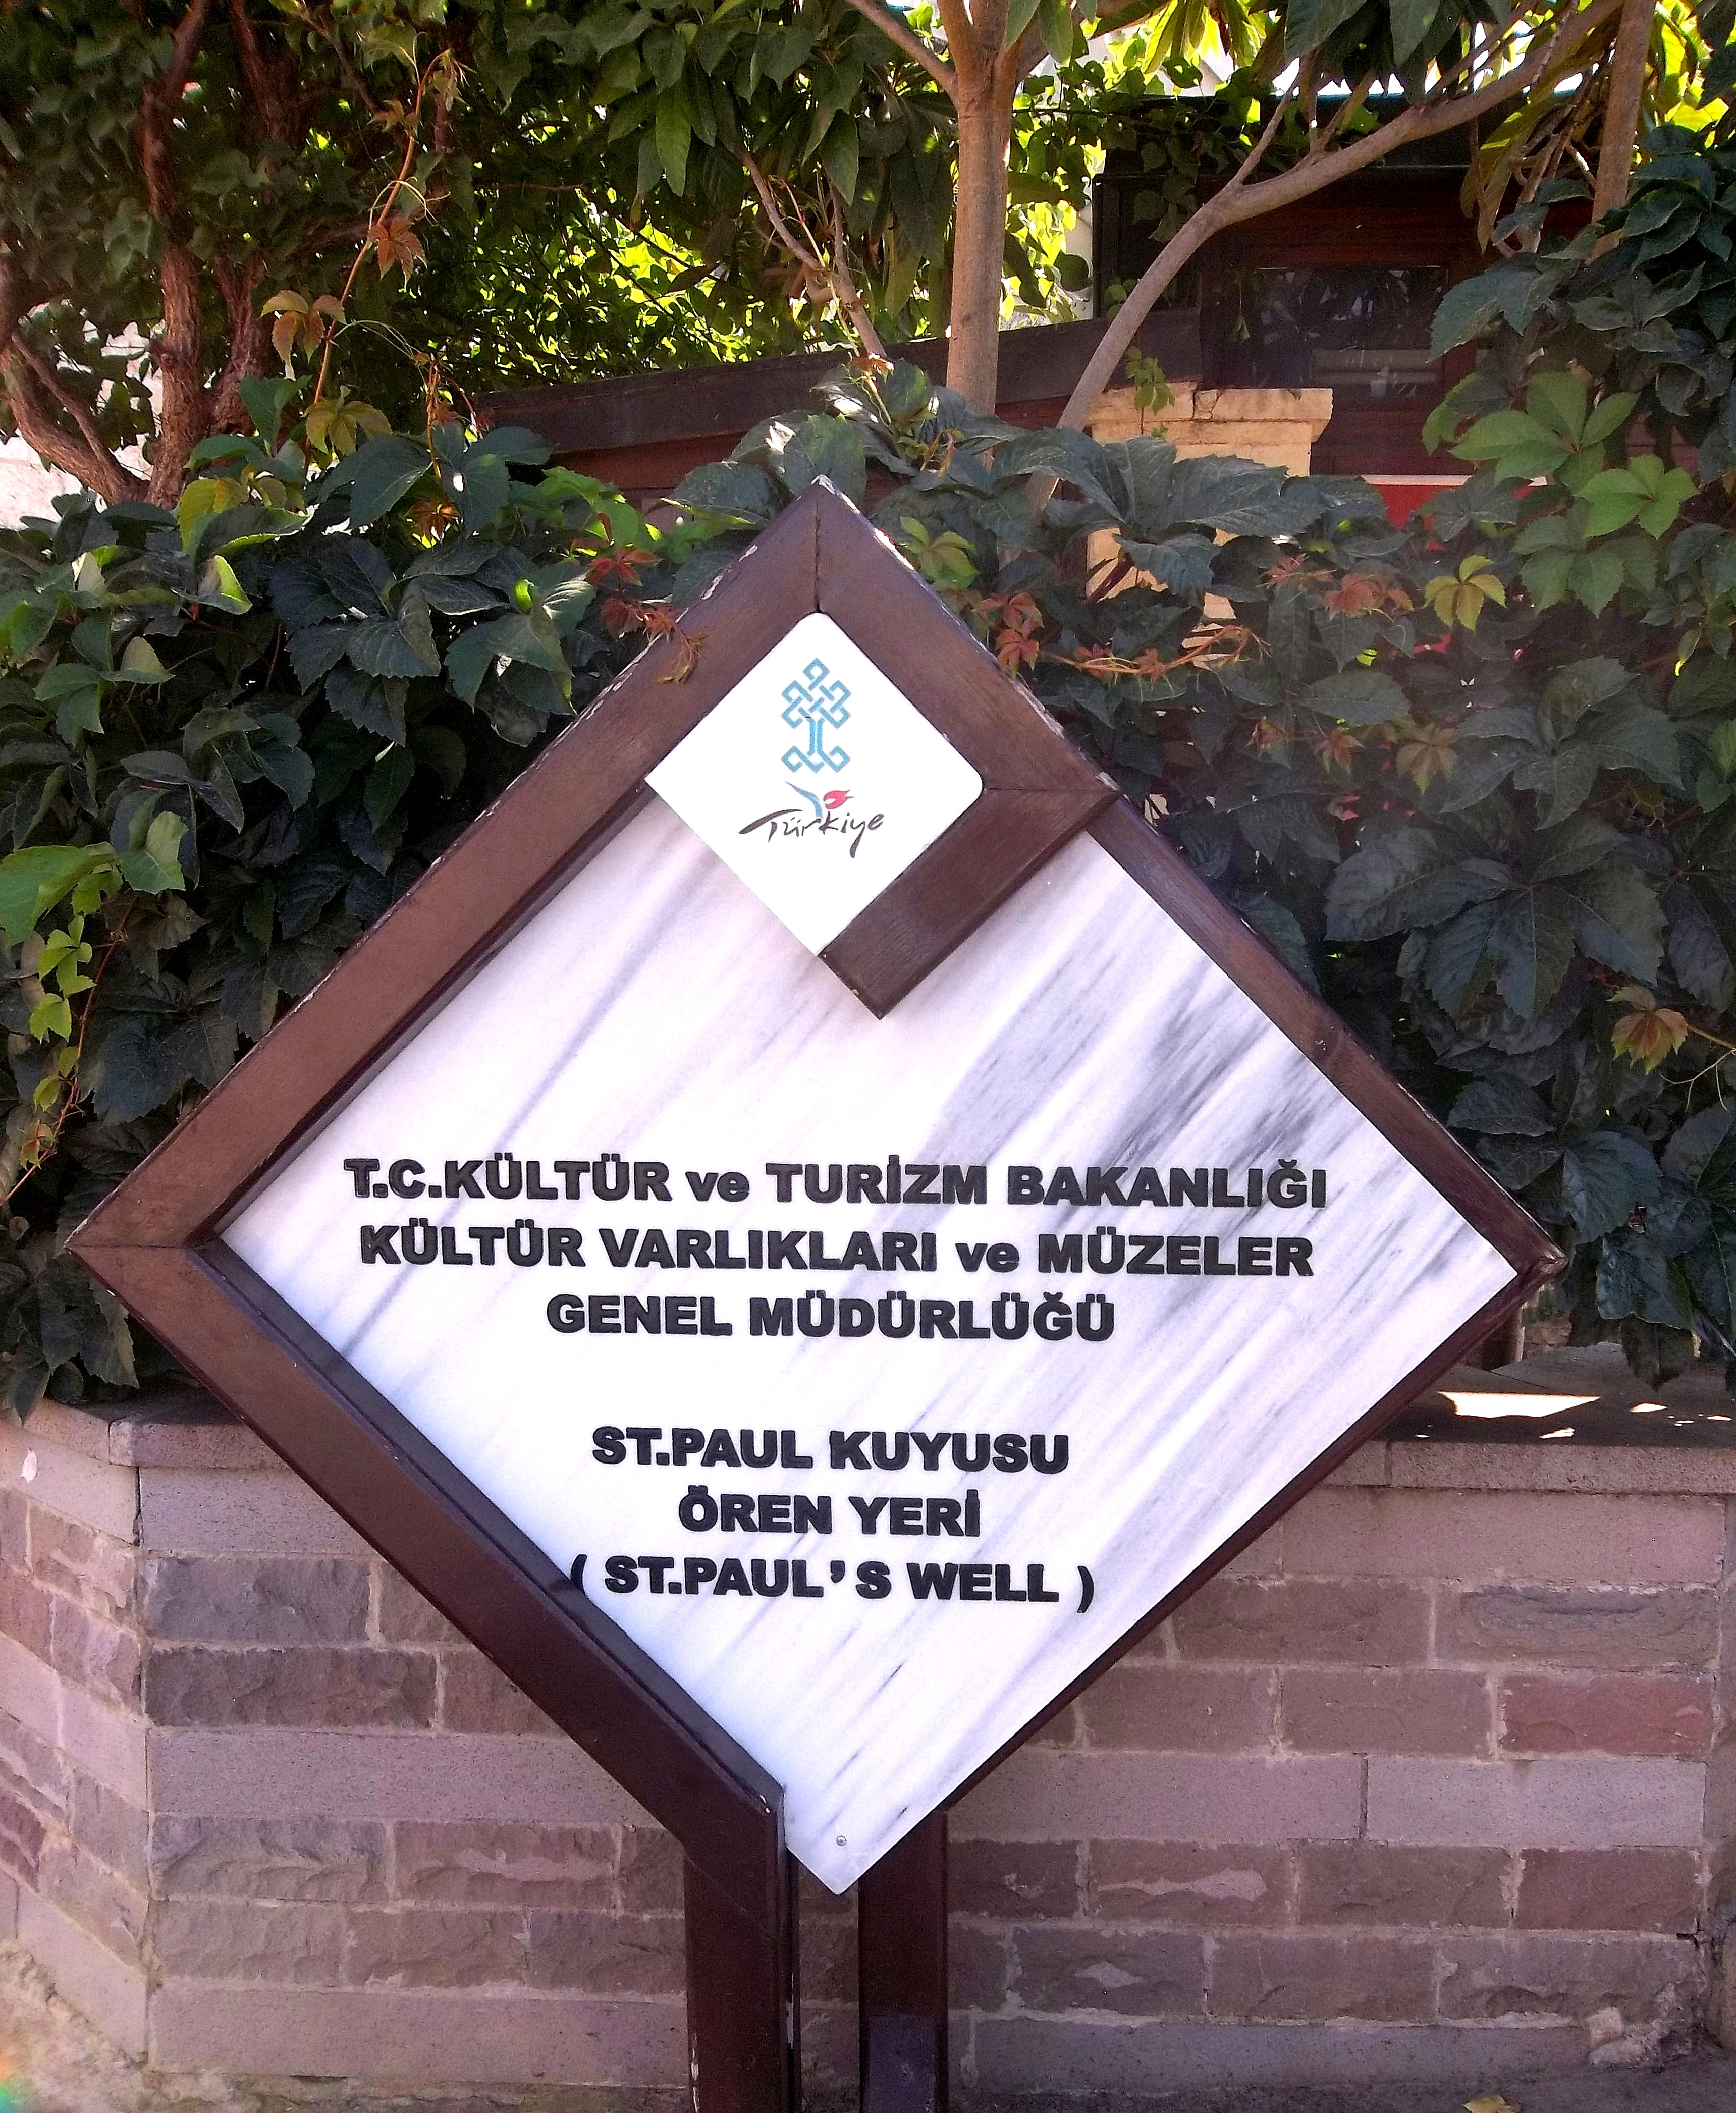 Türkiye
T.C.KÜLTÜR ve TURİZM BAKANLIĞI
KÜLTÜR VARLIKLARI ve MÜZELER
GENEL MÜDÜRLÜĞÜ
ST.PAUL KUYUSU
ÖREN YERİ
( ST.PAUL'S WELL )